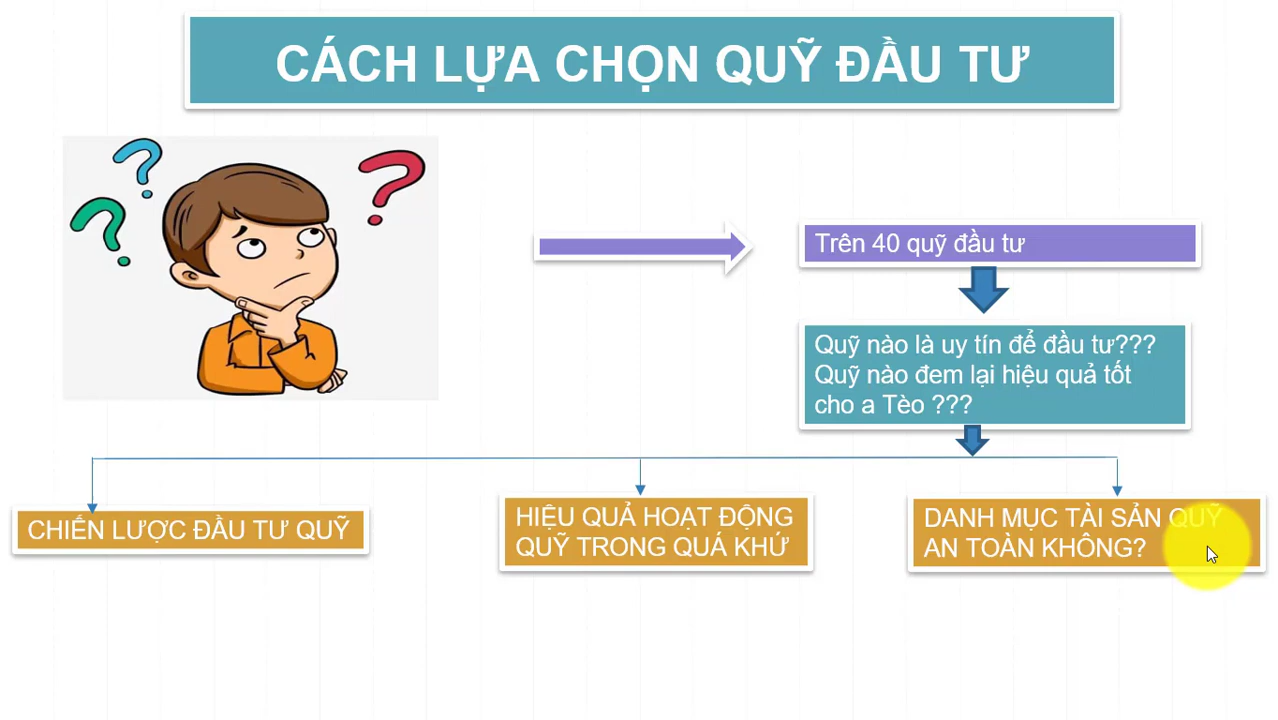 CÁCH LỰA CHỌN QUỸ ĐẦU TƯ
Trên 40 quỹ đầu tư
Quỹ nào là uy tín để đầu tư???
Quỹ nào đem lại hiệu quả tốt
cho a Tèo ???
CHIẾN LƯỢC ĐẦU TƯ QUỸ
HIỆU QUẢ HOẠT ĐỘNG
QUỸ TRONG QUÁ KHỨ
DANH MỤC TÀI SẢN QUỸ
AN TOÀN KHÔNG?